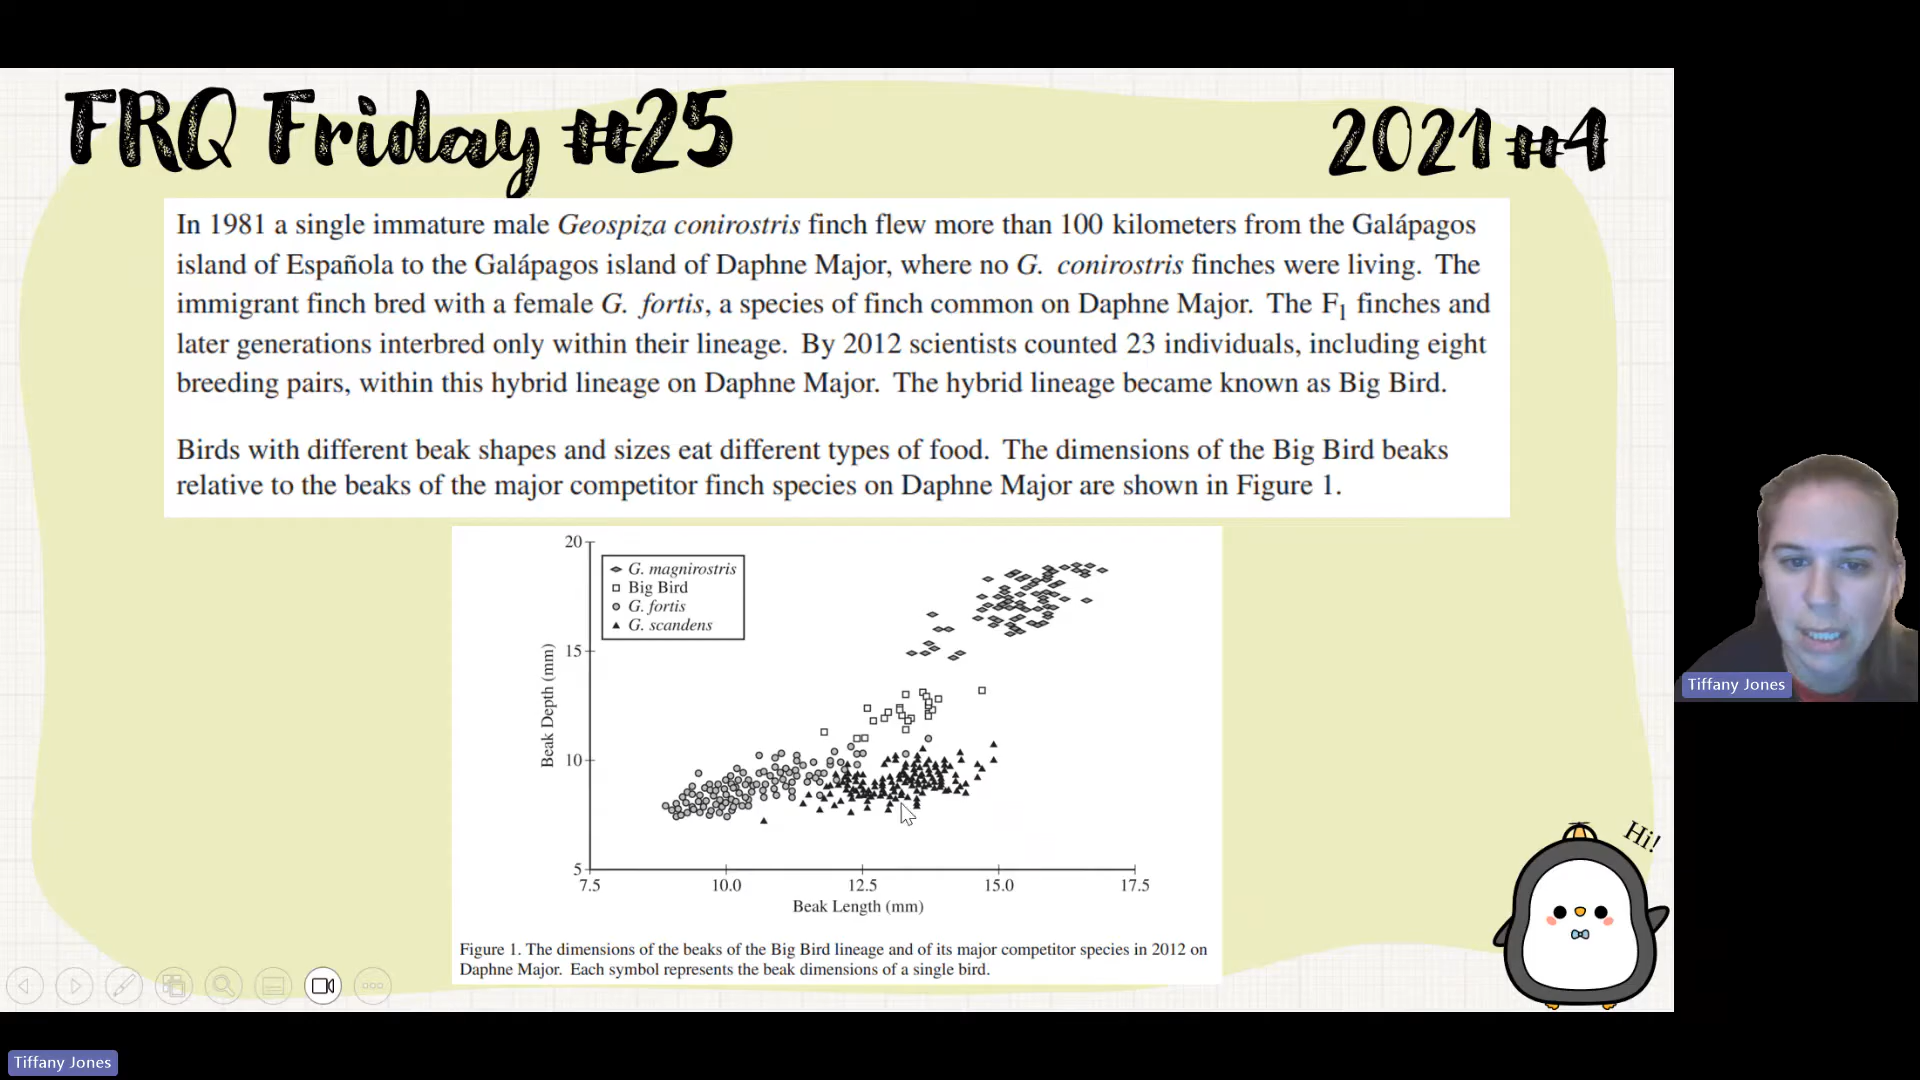 FRQ Friday #25
2021 #4
In 1981 a single immature male Geospiza conirostris finch flew more than 100 kilometers from the Galápagos
island of Española to the Galápagos island of Daphne Major, where no G. conirostris finches were living. The
immigrant finch bred with a female G. fortis, a species of finch common on Daphne Major. The F1 finches and
later generations interbred only within their lineage. By 2012 scientists counted 23 individuals, including eight
breeding pairs, within this hybrid lineage on Daphne Major. The hybrid lineage became known as Big Bird.
Birds with different beak shapes and sizes eat different types of food. The dimensions of the Big Bird beaks
relative to the beaks of the major competitor finch species on Daphne Major are shown in Figure 1.
20
G. magnirostris
Big Bird
G. fortis
G. scandens
15
Beak Depth (mm)
10
5
7.5 10.0 12.5 15.0 17.5
Beak Length (mm)
Figure 1. The dimensions of the beaks of the Big Bird lineage and of its major competitor species in 2012 on
Daphne Major. Each symbol represents the beak dimensions of a single bird.
Hi!
Tiffany Jones
Tiffany Jones